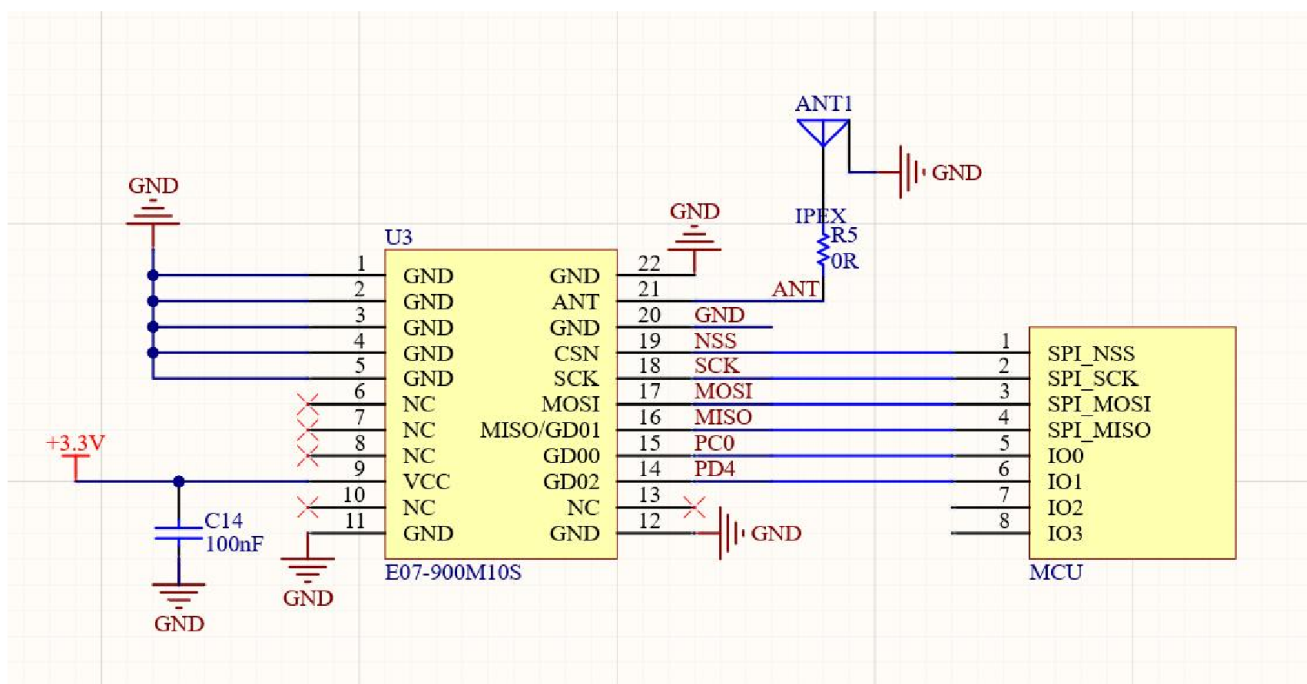 ANT1
GND
GND
GND
IPEX
R5
0R
U3
1 GND GND 22
2 GND ANT 21 ANT
3 GND GND 20 GND
4 GND CSN 19 NSS 1 SPI_NSS
5 GND SCK 18 SCK 2 SPI_SCK
6 NC MOSI 17 MOSI 3 SPI_MOSI
7 NC MISO/GD01 16 MISO 4 SPI_MISO
8 NC GD00 15 PC0 5 IO0
+3.3V
9 VCC GD02 14 PD4 6 IO1
10 NC NC 13 7 IO2
11 GND GND 12 GND 8 IO3
C14
100nF
E07-900M10S
MCU
GND
GND